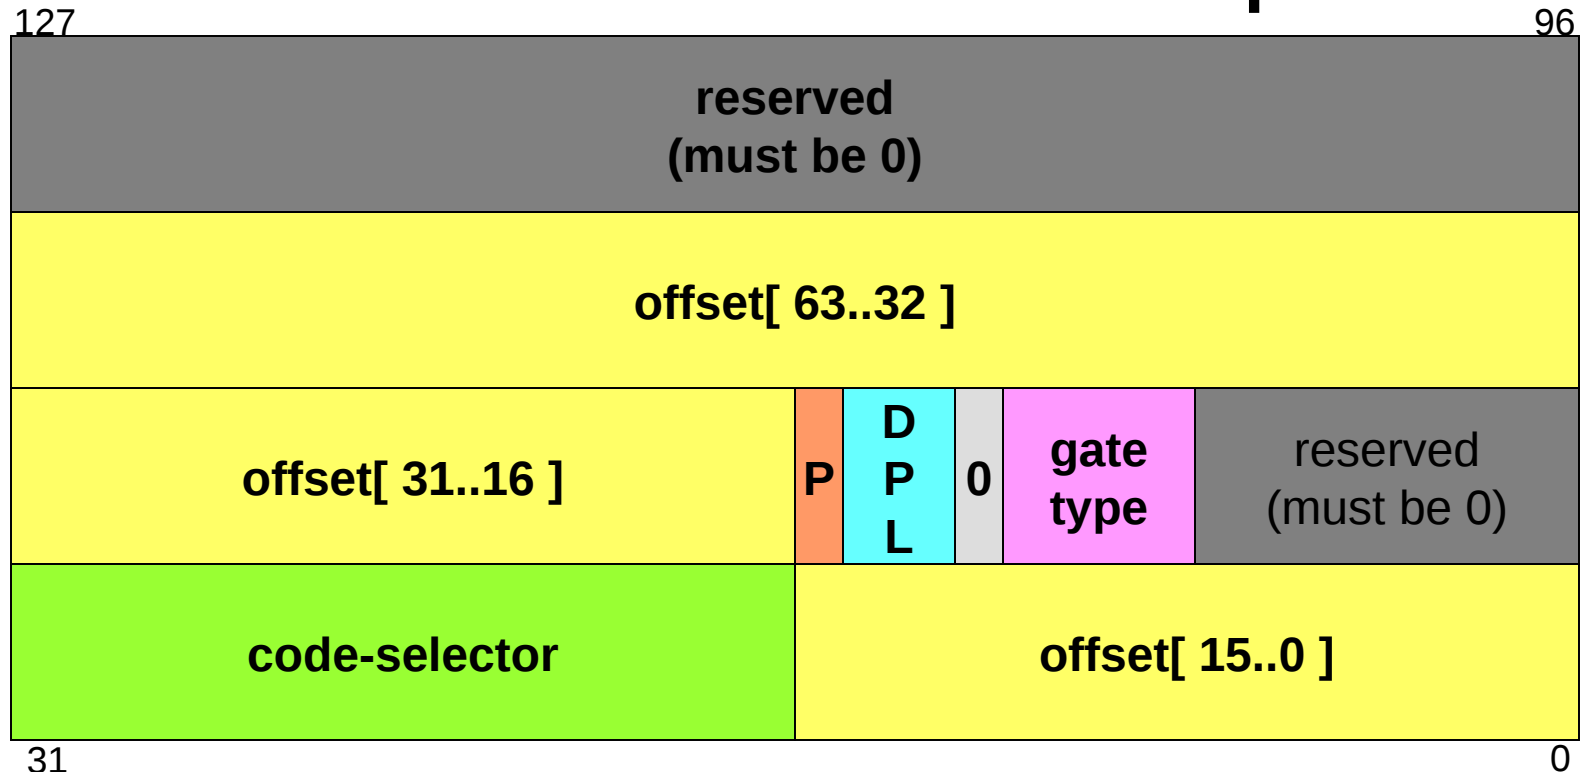 127 96
reserved
(must be 0)
offset[ 63..32 ]
offset[ 31..16 ]
P
D
P
L
0
gate
type
reserved
(must be 0)
code-selector
offset[ 15..0 ]
31 0